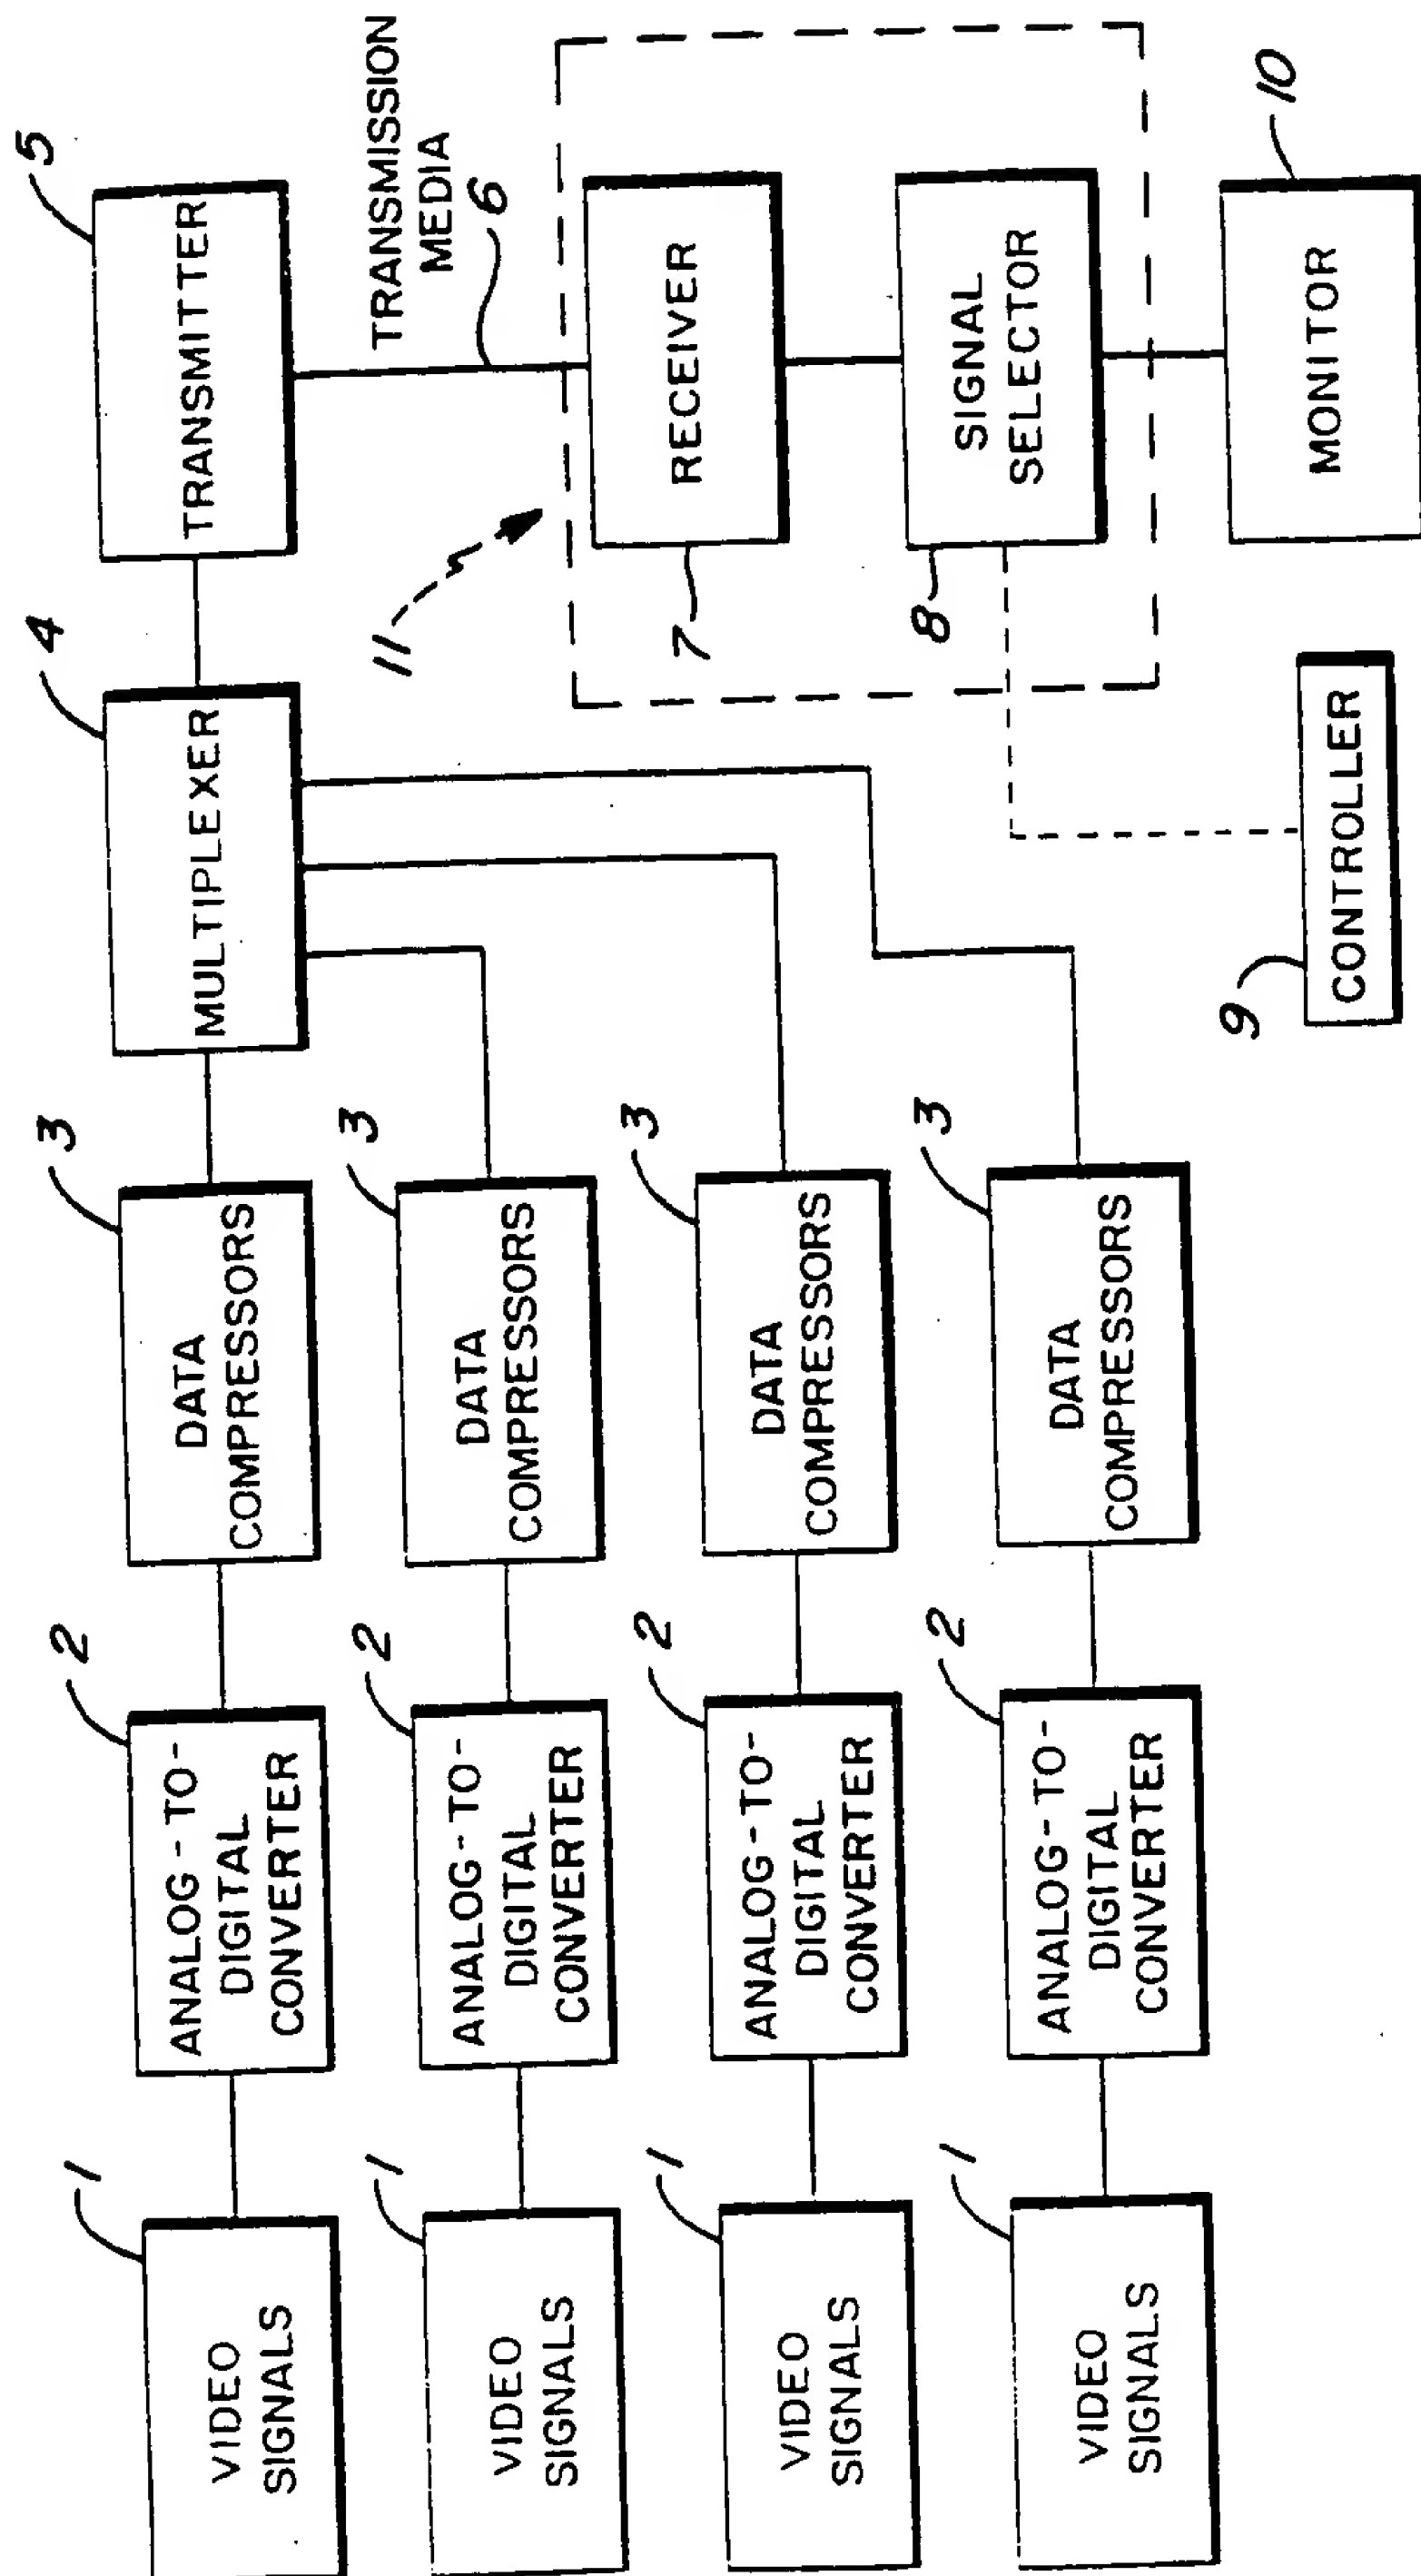 1
VIDEO
SIGNALS
2
ANALOG-TO-
DIGITAL
CONVERTER
3
DATA
COMPRESSORS
4
MULTIPLEXER
5
TRANSMITTER
1
VIDEO
SIGNALS
2
ANALOG-TO-
DIGITAL
CONVERTER
3
DATA
COMPRESSORS
TRANSMISSION
MEDIA
6
11
1
VIDEO
SIGNALS
2
ANALOG-TO-
DIGITAL
CONVERTER
3
DATA
COMPRESSORS
7
RECEIVER
1
VIDEO
SIGNALS
2
ANALOG-TO-
DIGITAL
CONVERTER
3
DATA
COMPRESSORS
8
SIGNAL
SELECTOR
9
CONTROLLER
10
MONITOR